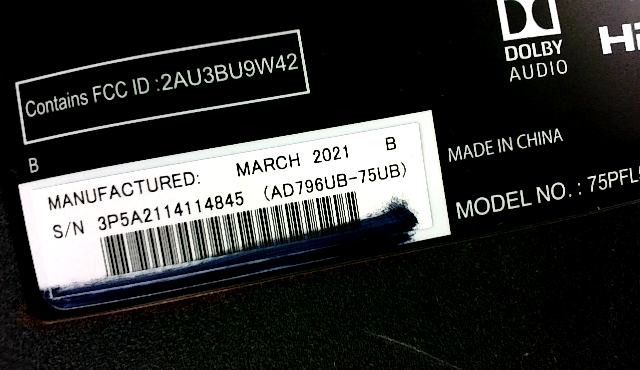 DOLBY
AUDIO
Contains FCC ID :2AU3BU9W42
B
MANUFACTURED: MARCH 2021 B
S/N 3P5A2114114845 (AD796UB-75UB)
MADE IN CHINA
MODEL NO. : 75PFL